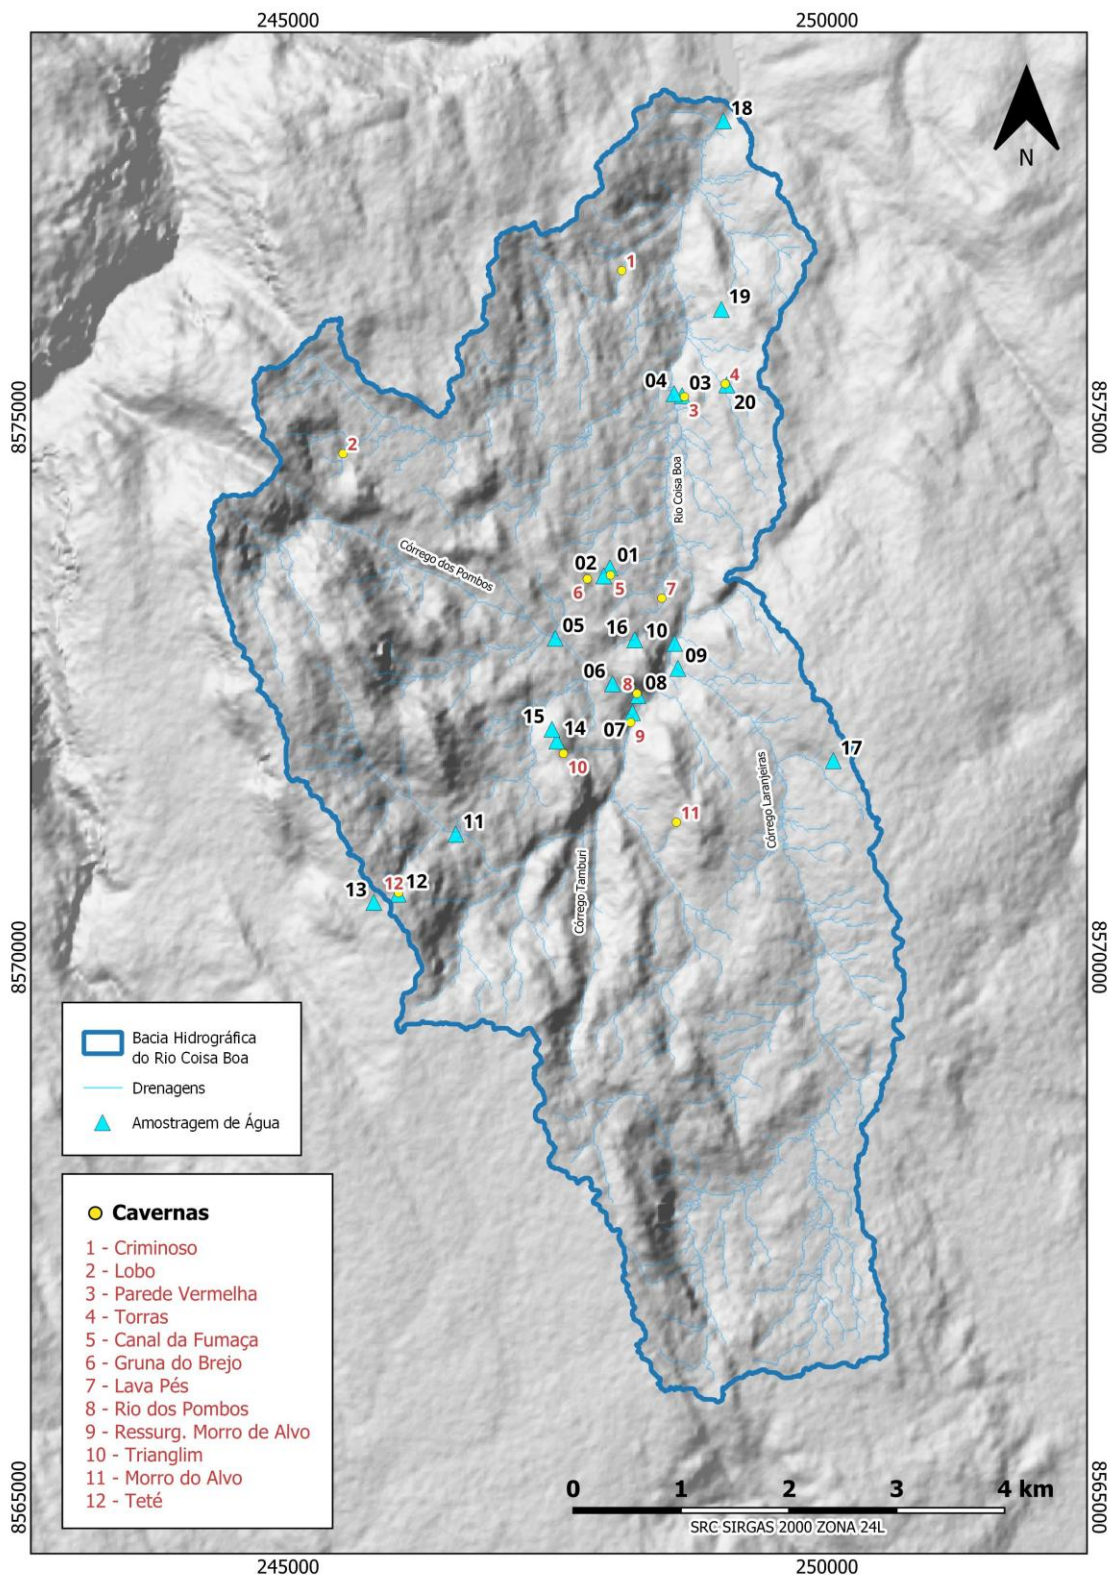 245000 250000
18
N
1
19
04 03 4
3 20
8575000 8575000
2
Rio Coisa Boa
Córrego dos Pombos
02 01
6 5 7
05 16 10
09
06 8 08
15 14 07 9
10
17
Córrego Laranjeiras
11
11
Córrego Tamburi
13 12 12
8570000 8570000
Bacia Hidrográfica
do Rio Coisa Boa
Drenagens
Amostragem de Água
Cavernas
1 - Criminoso
2 - Lobo
3 - Parede Vermelha
4 - Torras
5 - Canal da Fumaça
6 - Gruna do Brejo
7 - Lava Pés
8 - Rio dos Pombos
9 - Ressurg. Morro de Alvo
10 - Trianglim
11 - Morro do Alvo
12 - Teté
0 1 2 3 4 km
SRC SIRGAS 2000 ZONA 24L
8565000 8565000
245000 250000